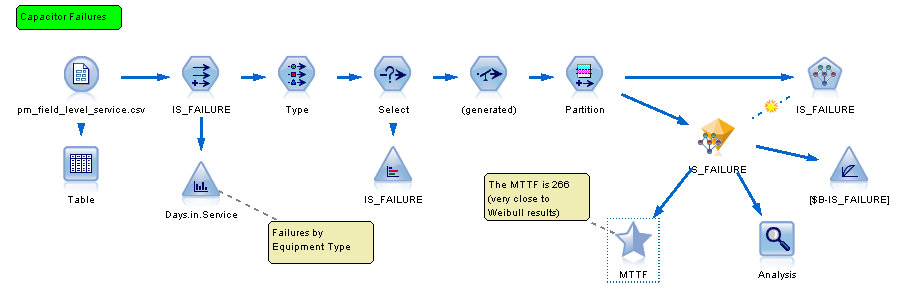 Capacitor Failures
pm_field_level_service.csv
IS_FAILURE
Type
Select
(generated)
Partition
IS_FAILURE
Table
Days.in.Service
IS_FAILURE
IS_FAILURE
[$B-IS_FAILURE]
The MTTF is 266
(very close to
Weibull results)
Failures by
Equipment Type
MTTF
Analysis